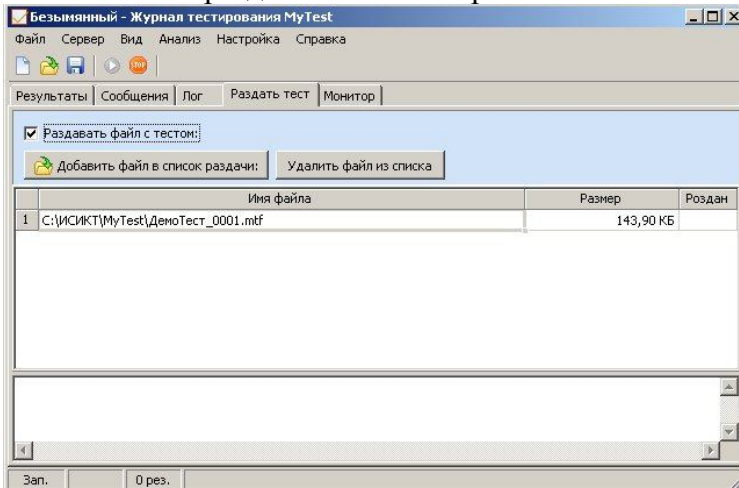 Безымянный - Журнал тестирования MyTest
Файл Сервер Вид Анализ Настройка Справка
STOP
Результаты Сообщения Лог Раздать тест Монитор
Раздавать файл с тестом:
Добавить файл в список раздачи: Удалить файл из списка
Имя файла Размер Роздан
1 C:\ИСИКТ\MyTest\ДемоТест_0001.mtf 143,90 КБ
Зап. 0 рез.